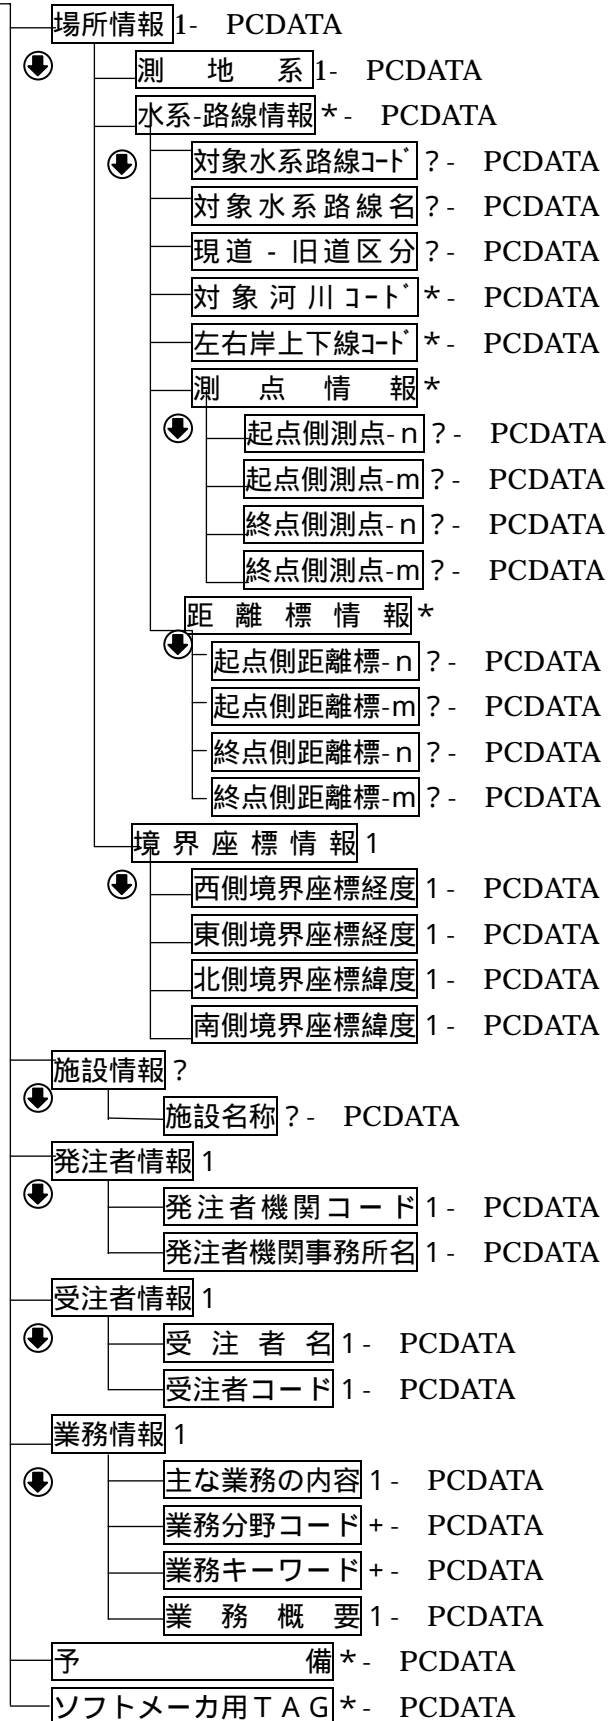 場所情報 1- PCDATA
測地系 1- PCDATA
水系-路線情報 * - PCDATA
対象水系路線ｺｰﾄﾞ ? - PCDATA
対象水系路線名 ? - PCDATA
現道 - 旧道区分 ? - PCDATA
対象河川ｺｰﾄﾞ * - PCDATA
左右岸上下線ｺｰﾄﾞ * - PCDATA
測点情報 *
起点側測点-n ? - PCDATA
起点側測点-m ? - PCDATA
終点側測点-n ? - PCDATA
終点側測点-m ? - PCDATA
距離標情報 *
起点側距離標-n ? - PCDATA
起点側距離標-m ? - PCDATA
終点側距離標-n ? - PCDATA
終点側距離標-m ? - PCDATA
境界座標情報 1
西側境界座標経度 1 - PCDATA
東側境界座標経度 1 - PCDATA
北側境界座標緯度 1 - PCDATA
南側境界座標緯度 1 - PCDATA
施設情報 ?
施設名称 ? - PCDATA
発注者情報 1
発注者機関コード 1 - PCDATA
発注者機関事務所名 1 - PCDATA
受注者情報 1
受注者名 1 - PCDATA
受注者コード 1 - PCDATA
業務情報 1
主な業務の内容 1 - PCDATA
業務分野コード + - PCDATA
業務キーワード + - PCDATA
業務概要 1 - PCDATA
予備 * - PCDATA
ソフトメーカ用ＴＡＧ * - PCDATA